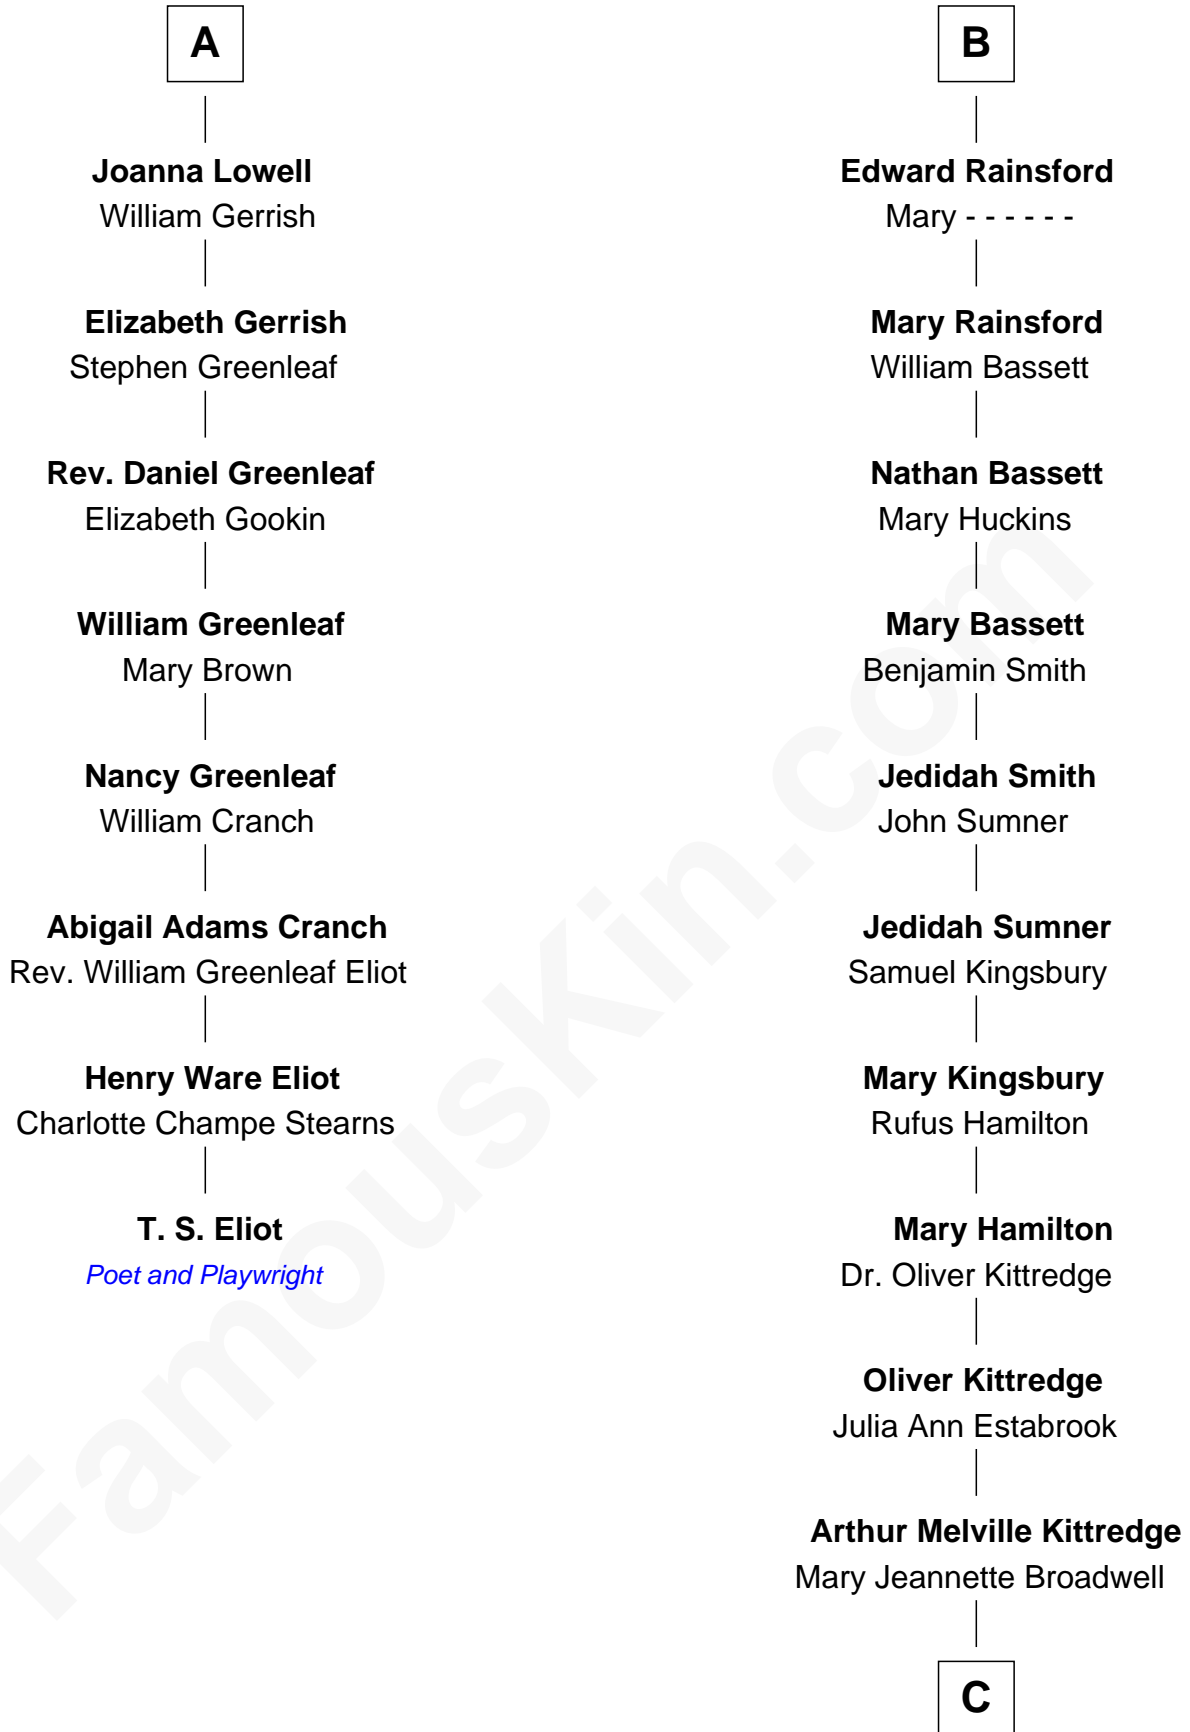 A
Joanna Lowell
William Gerrish
Elizabeth Gerrish
Stephen Greenleaf
Rev. Daniel Greenleaf
Elizabeth Gookin
William Greenleaf
Mary Brown
Nancy Greenleaf
William Cranch
Abigail Adams Cranch
Rev. William Greenleaf Eliot
Henry Ware Eliot
Charlotte Champe Stearns
T. S. Eliot
Poet and Playwright
B
Edward Rainsford
Mary - - - - - -
Mary Rainsford
William Bassett
Nathan Bassett
Mary Huckins
Mary Bassett
Benjamin Smith
Jedidah Smith
John Sumner
Jedidah Sumner
Samuel Kingsbury
Mary Kingsbury
Rufus Hamilton
Mary Hamilton
Dr. Oliver Kittredge
Oliver Kittredge
Julia Ann Estabrook
Arthur Melville Kittredge
Mary Jeannette Broadwell
C
FamousKin.com